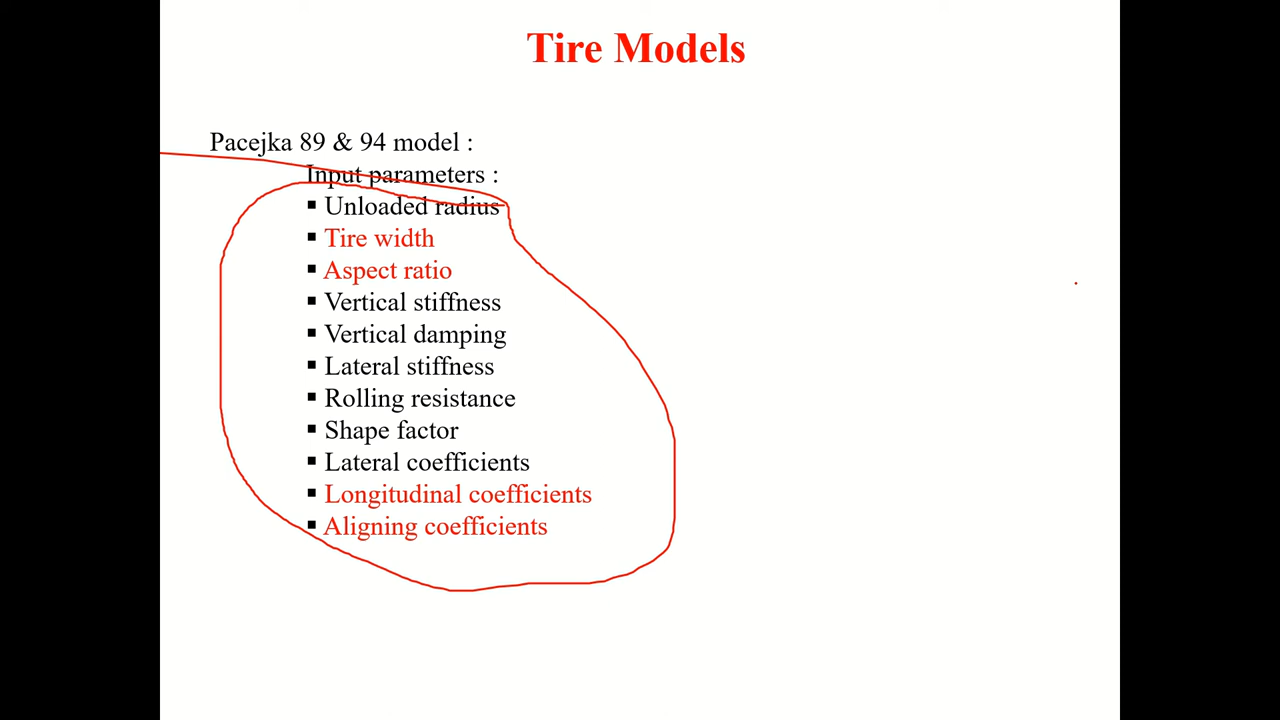 Tire Models
Pacejka 89 & 94 model :
Input parameters :
▪ Unloaded radius
▪ Tire width
▪ Aspect ratio
▪ Vertical stiffness
▪ Vertical damping
▪ Lateral stiffness
▪ Rolling resistance
▪ Shape factor
▪ Lateral coefficients
▪ Longitudinal coefficients
▪ Aligning coefficients